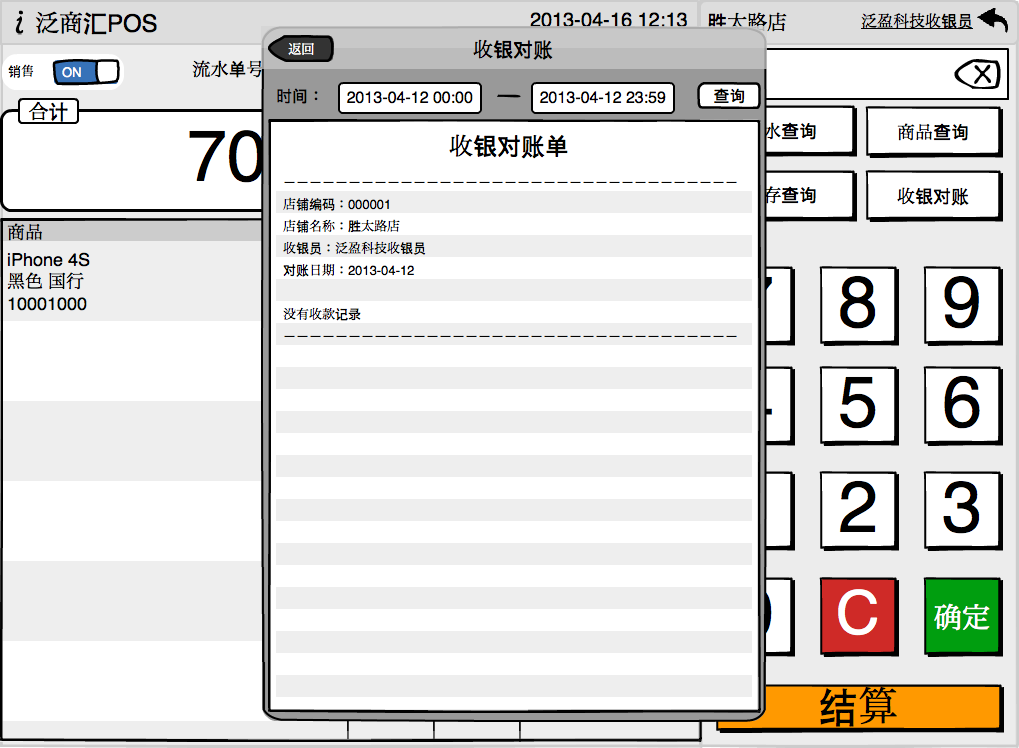 i 泛商汇POS
2013-04-16 12:13
胜太路店
泛盈科技收银员
销售
ON
流水单号
合计
70
商品
iPhone 4S
黑色 国行
10001000
返回
收银对账
时间：
2013-04-12 00:00
—
2013-04-12 23:59
查询
收银对账单
店铺编码：000001
店铺名称：胜太路店
收银员：泛盈科技收银员
对账日期：2013-04-12
没有收款记录
X
水查询
商品查询
存查询
收银对账
8
9
5
6
2
3
C
确定
结算